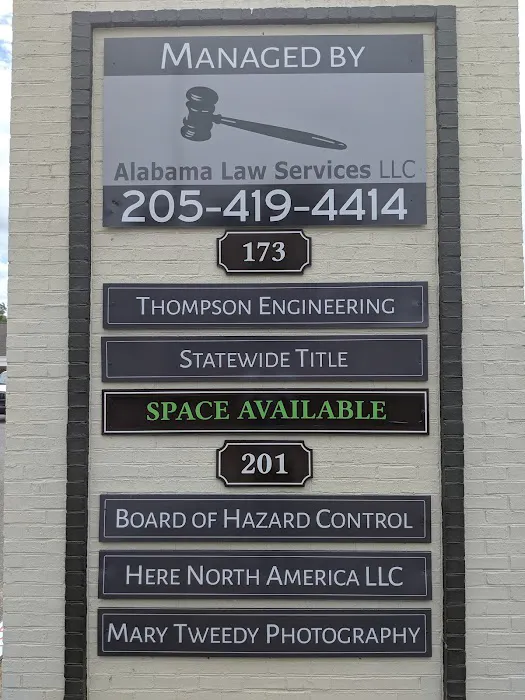 Managed by
Alabama Law Services LLC
205-419-4414
173
Thompson Engineering
Statewide Title
SPACE AVAILABLE
201
Board of Hazard Control
Here North America LLC
Mary Tweedy Photography